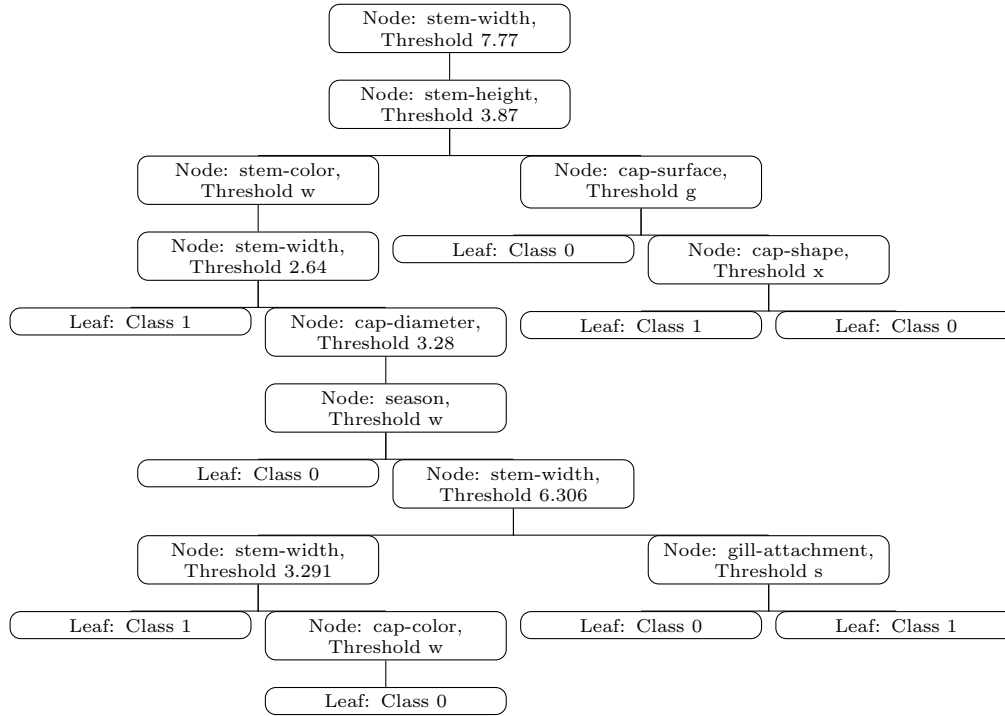 Node: stem-width,
Threshold 7.77
Node: stem-height,
Threshold 3.87
Node: stem-color,
Threshold w
Node: cap-surface,
Threshold g
Node: stem-width,
Threshold 2.64
Leaf: Class 0
Node: cap-shape,
Threshold x
Leaf: Class 1
Node: cap-diameter,
Threshold 3.28
Leaf: Class 1
Leaf: Class 0
Node: season,
Threshold w
Leaf: Class 0
Node: stem-width,
Threshold 6.306
Node: stem-width,
Threshold 3.291
Node: gill-attachment,
Threshold s
Leaf: Class 1
Node: cap-color,
Threshold w
Leaf: Class 0
Leaf: Class 1
Leaf: Class 0